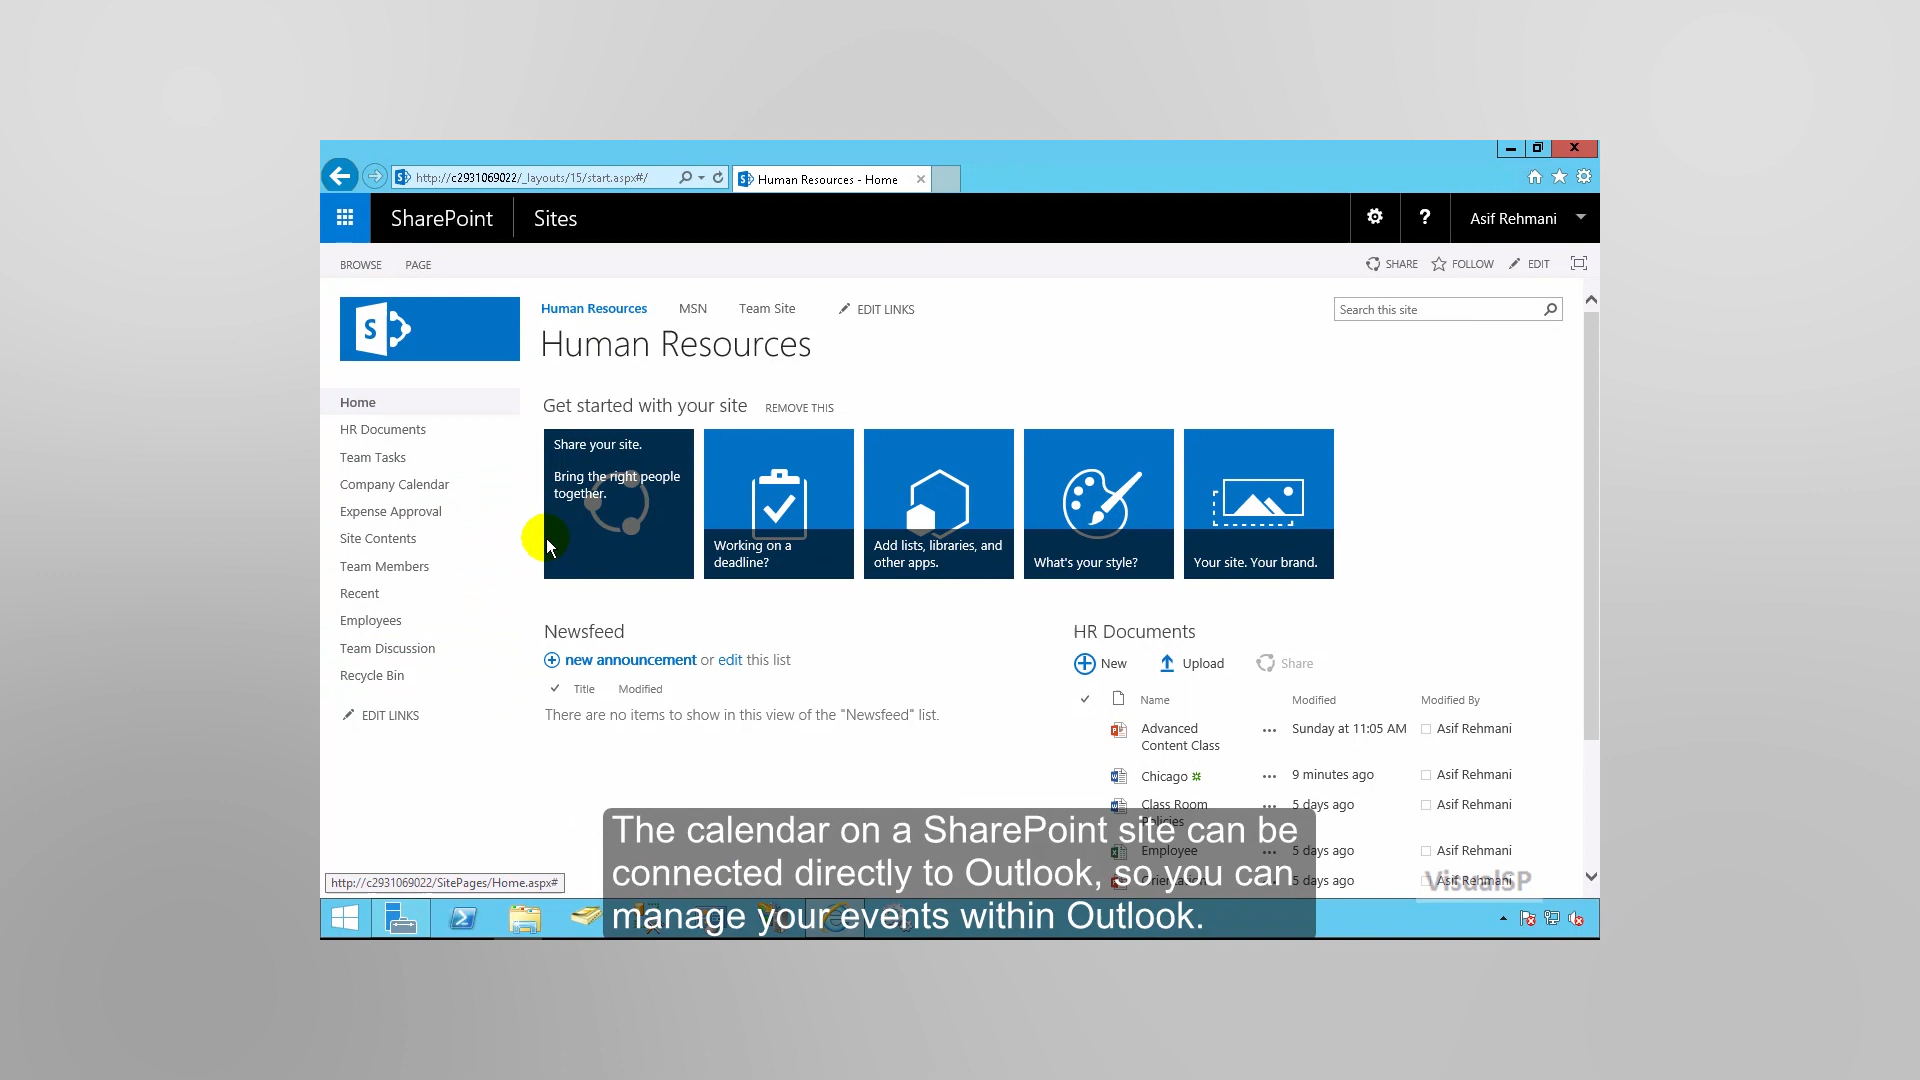 http://c2931069022/_layouts/15/start.aspx#/
Human Resources - Home
SharePoint
Sites
?
Asif Rehmani
BROWSE
PAGE
SHARE
FOLLOW
EDIT
S
Human Resources
MSN
Team Site
EDIT LINKS
Search this site
Human Resources
Home
HR Documents
Team Tasks
Company Calendar
Expense Approval
Site Contents
Team Members
Recent
Employees
Team Discussion
Recycle Bin
EDIT LINKS
Get started with your site
REMOVE THIS
Share your site.
Bring the right people
together.
Working on a
deadline?
Add lists, libraries, and
other apps.
What's your style?
Your site. Your brand.
Newsfeed
new announcement or edit this list
Title
Modified
There are no items to show in this view of the "Newsfeed" list.
HR Documents
New
Upload
Share
Name
Modified
Modified By
Advanced
Content Class
Sunday at 11:05 AM
Asif Rehmani
Chicago
9 minutes ago
Asif Rehmani
Class Room
Policies
5 days ago
Asif Rehmani
Employee
Orientation
5 days ago
Asif Rehmani
5 days ago
Asif Rehmani
VisualSP
http://c2931069022/SitePages/Home.aspx#
The calendar on a SharePoint site can be
connected directly to Outlook, so you can
manage your events within Outlook.